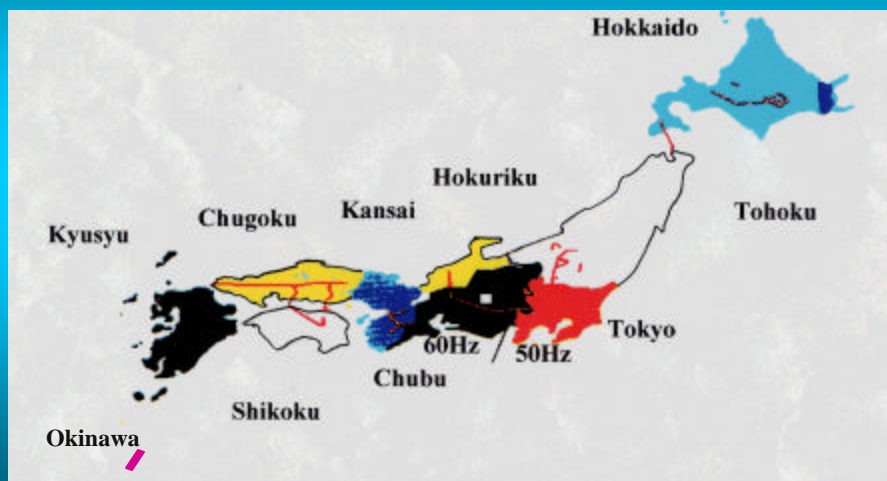 Hokkaido
Hokuriku
Kansai
Tohoku
Chugoku
Kyusyu
Tokyo
60Hz
50Hz
Chubu
Shikoku
Okinawa